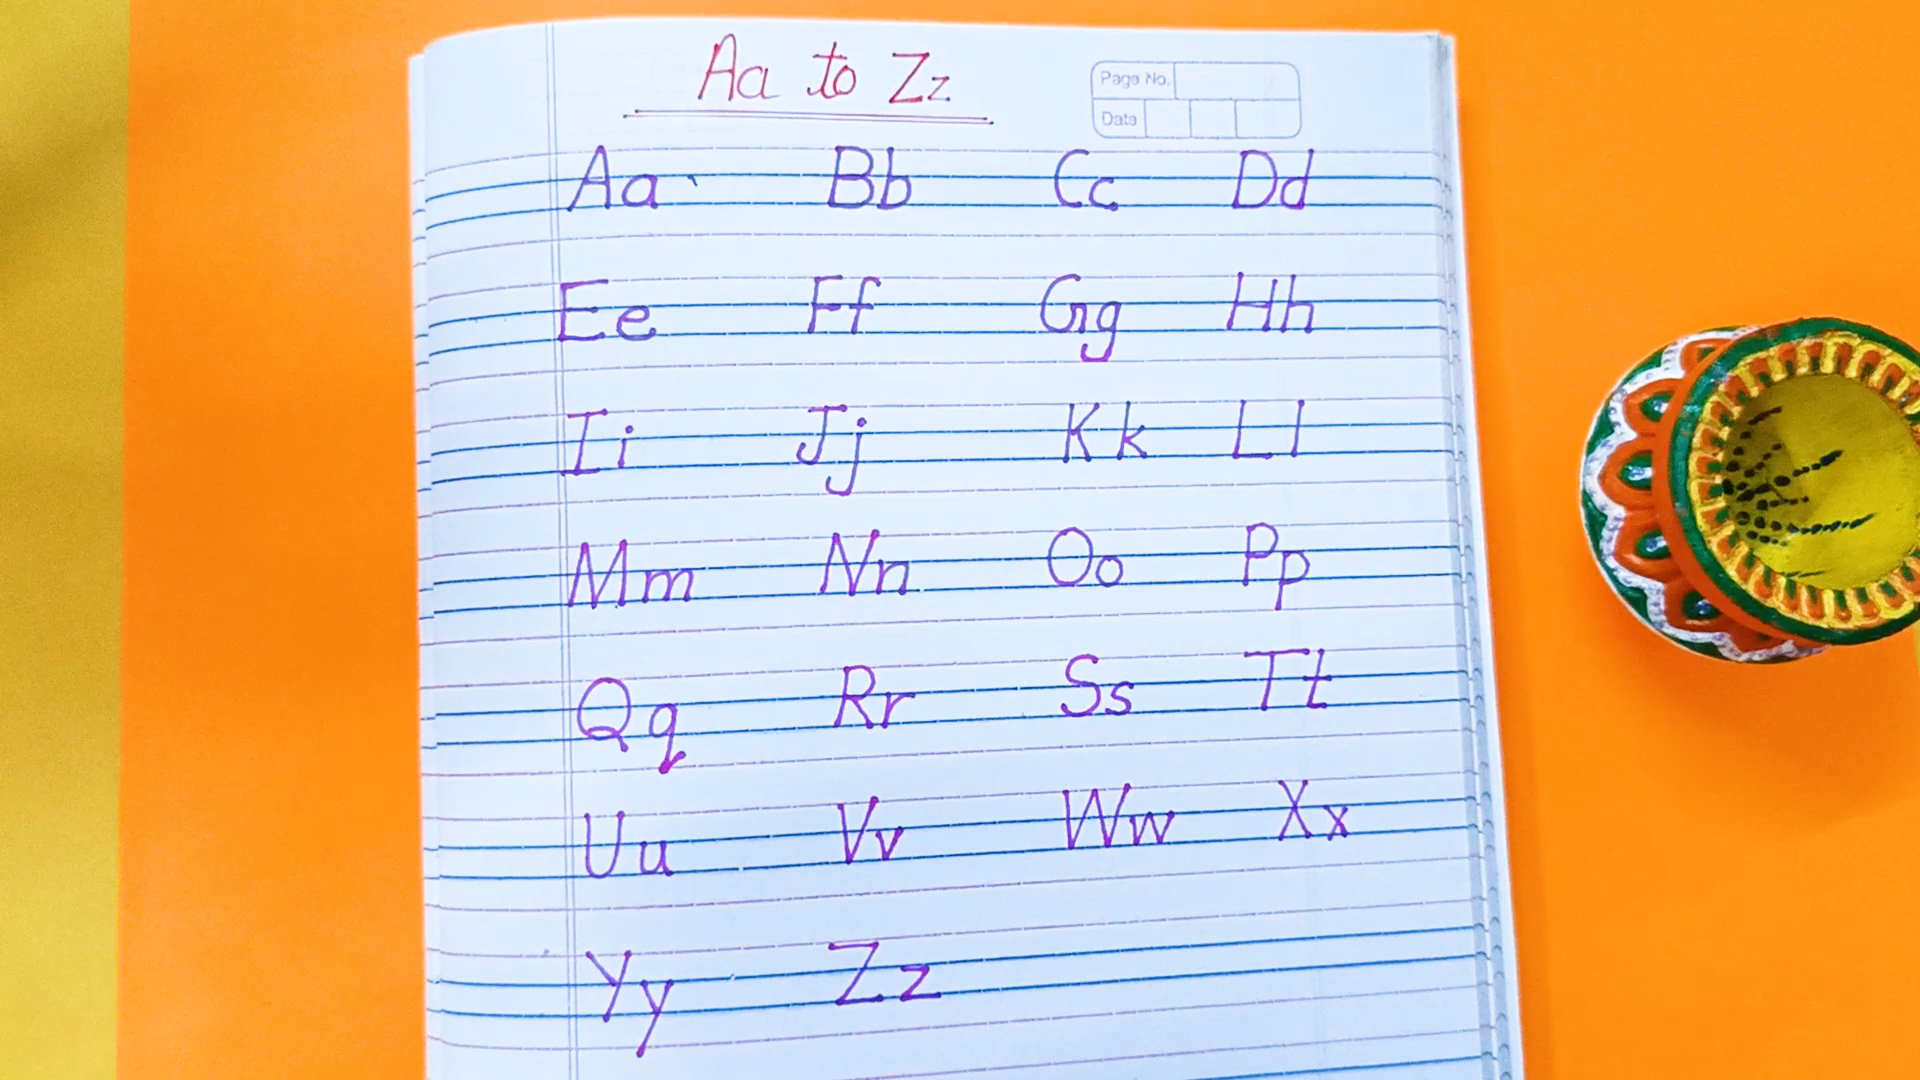 Aa to Zz
Page No.
Date
Aa Bb Cc Dd
Ee Ff Gg Hh
Ii Jj Kk Ll
Mm Nn Oo Pp
Qq Rr Ss Tt
Uu Vv Ww Xx
Yy Zz